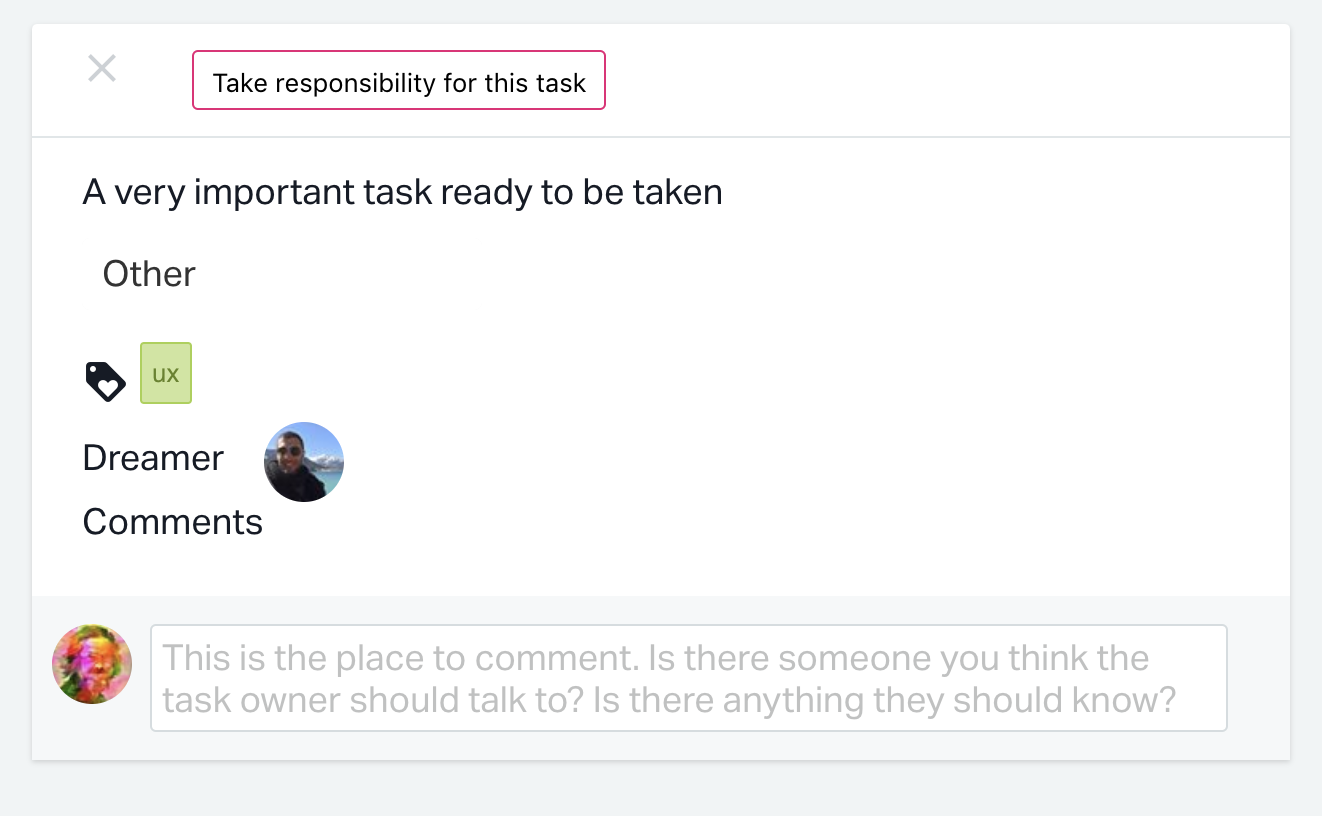 Take responsibility for this task
A very important task ready to be taken
Other
ux
Dreamer
Comments
This is the place to comment. Is there someone you think the
task owner should talk to? Is there anything they should know?